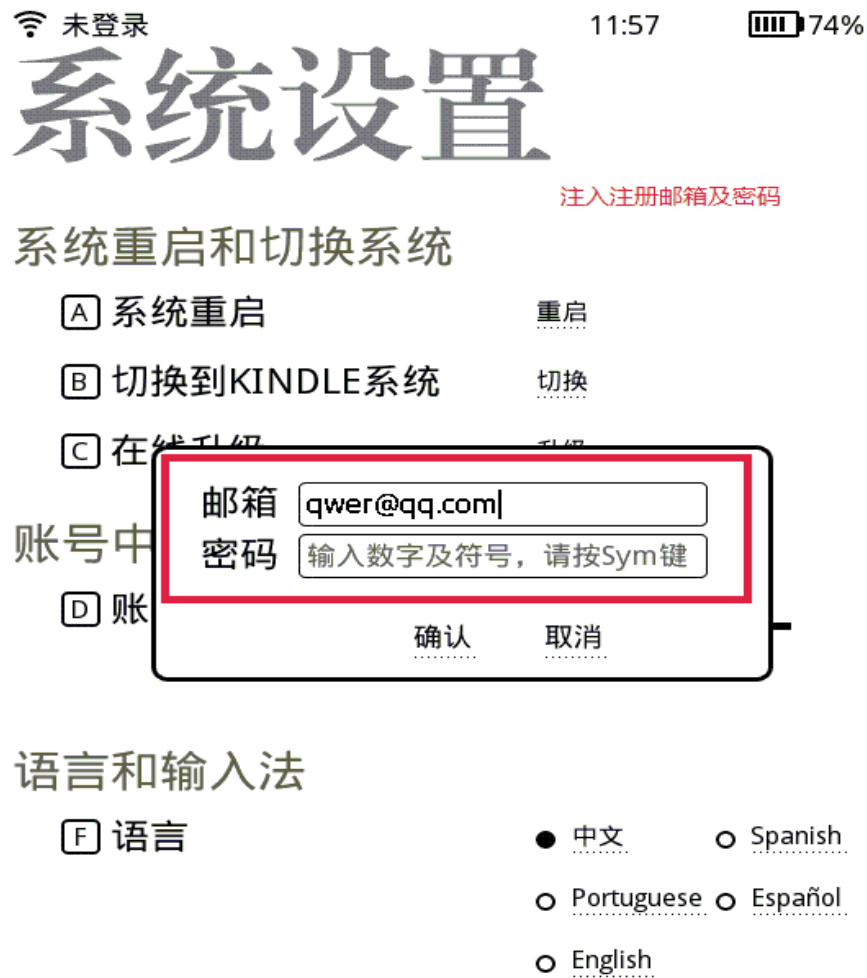 未登录 11:57 74%
系统设置
注入注册邮箱及密码
系统重启和切换系统
A 系统重启 重启
B 切换到KINDLE系统 切换
C 在线升级 升级
邮箱 qwer@qq.com
账号中
密码 输入数字及符号，请按Sym键
D 账
确认 取消
语言和输入法
F 语言 中文 Spanish
Portuguese Español
English